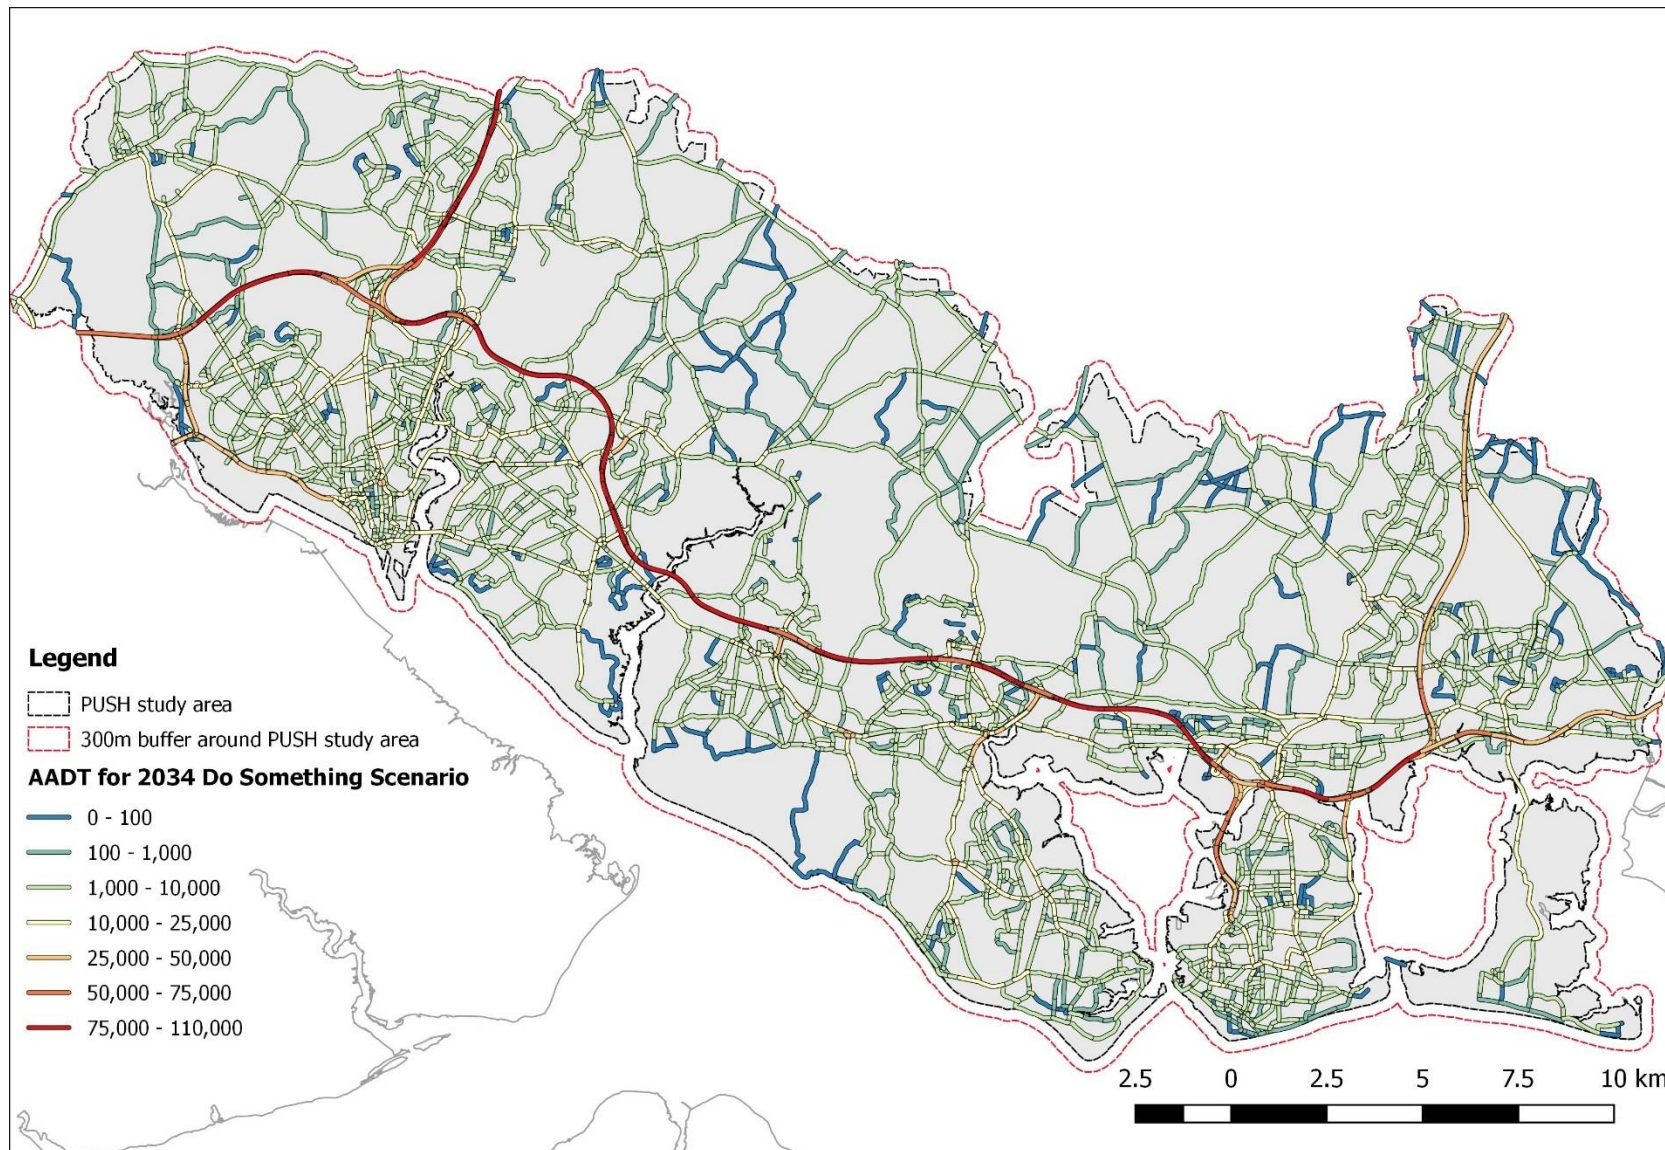 Legend
PUSH study area
300m buffer around PUSH study area
AADT for 2034 Do Something Scenario
0 - 100
100 - 1,000
1,000 - 10,000
10,000 - 25,000
25,000 - 50,000
50,000 - 75,000
75,000 - 110,000
2.5 0 2.5 5 7.5 10 km